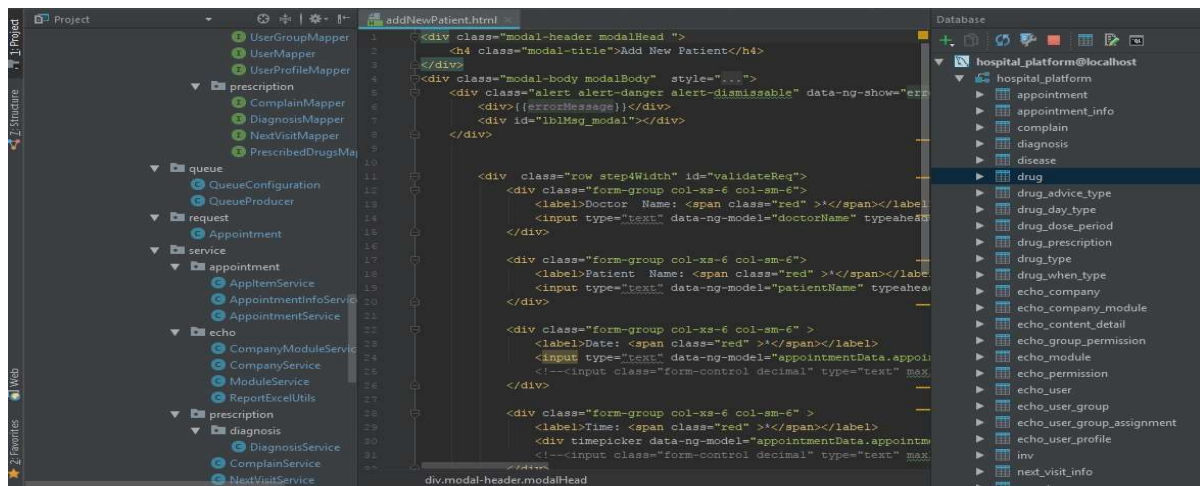 Project
addNewPatient.html
Database
1: Project
7: Structure
Web
2: Favorites
UserGroupMapper
UserMapper
UserProfileMapper
prescription
ComplainMapper
DiagnosisMapper
NextVisitMapper
PrescribedDrugsMa
queue
QueueConfiguration
QueueProducer
request
Appointment
service
appointment
AppItemService
AppointmentInfoServic
AppointmentService
echo
CompanyModuleServic
CompanyService
ModuleService
ReportExcelUtils
prescription
diagnosis
DiagnosisService
ComplainService
NextVisitService
1 <div class="modal-header modalHead ">
2 <h4 class="modal-title">Add New Patient</h4>
3 </div>
4 <div class="modal-body modalBody" style="...">
5 <div class="alert alert-danger alert-dismissable" data-ng-show="err
6 <div>{{errorMessage}}</div>
7 <div id="lblMsg_modal"></div>
8 </div>
9
10
11 <div class="row step4Width" id="validateReq">
12 <div class="form-group col-xs-6 col-sm-6">
13 <label>Doctor Name: <span class="red" >*</span></label
14 <input type="text" data-ng-model="doctorName" typeahead
15 </div>
16
17 <div class="form-group col-xs-6 col-sm-6">
18 <label>Patient Name: <span class="red" >*</span></labe
19 <input type="text" data-ng-model="patientName" typeahea
20 </div>
21
22 <div class="form-group col-xs-6 col-sm-6" >
23 <label>Date: <span class="red" >*</span></label>
24 <input type="text" data-ng-model="appointmentData.appoi
25 <!--<input class="form-control decimal" type="text" max
26 </div>
27
28 <div class="form-group col-xs-6 col-sm-6" >
29 <label>Time: <span class="red" >*</span></label>
30 <div timepicker data-ng-model="appointmentData.appointm
31 <!--<input class="form-control decimal" type="text" max
32 </div>
div.modal-header.modalHead
hospital_platform@localhost
hospital_platform
appointment
appointment_info
complain
diagnosis
disease
drug
drug_advice_type
drug_day_type
drug_dose_period
drug_prescription
drug_type
drug_when_type
echo_company
echo_company_module
echo_content_detail
echo_group_permission
echo_module
echo_permission
echo_user
echo_user_group
echo_user_group_assignment
echo_user_profile
inv
next_visit_info